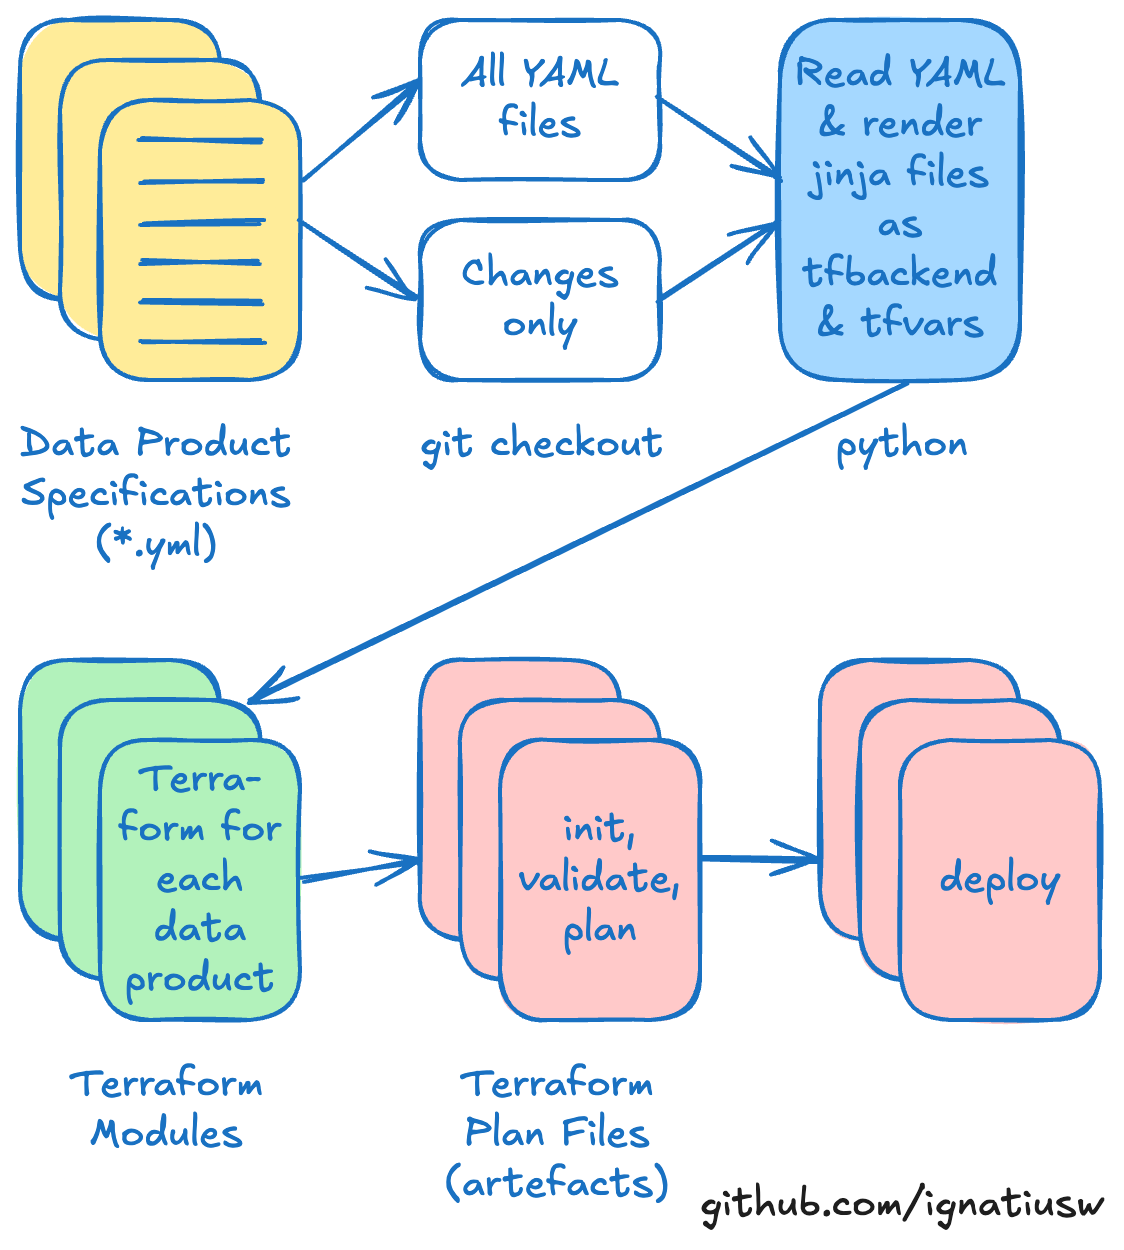 All YAML
files
Read YAML
& render
jinja files
as
tfbackend
& tfvars
Changes
only
Data Product
Specifications
(*.yml)
git checkout
python
Terra-
form for
each
data
product
init,
validate,
plan
deploy
Terraform
Modules
Terraform
Plan Files
(artefacts)
github.com/ignatiusw